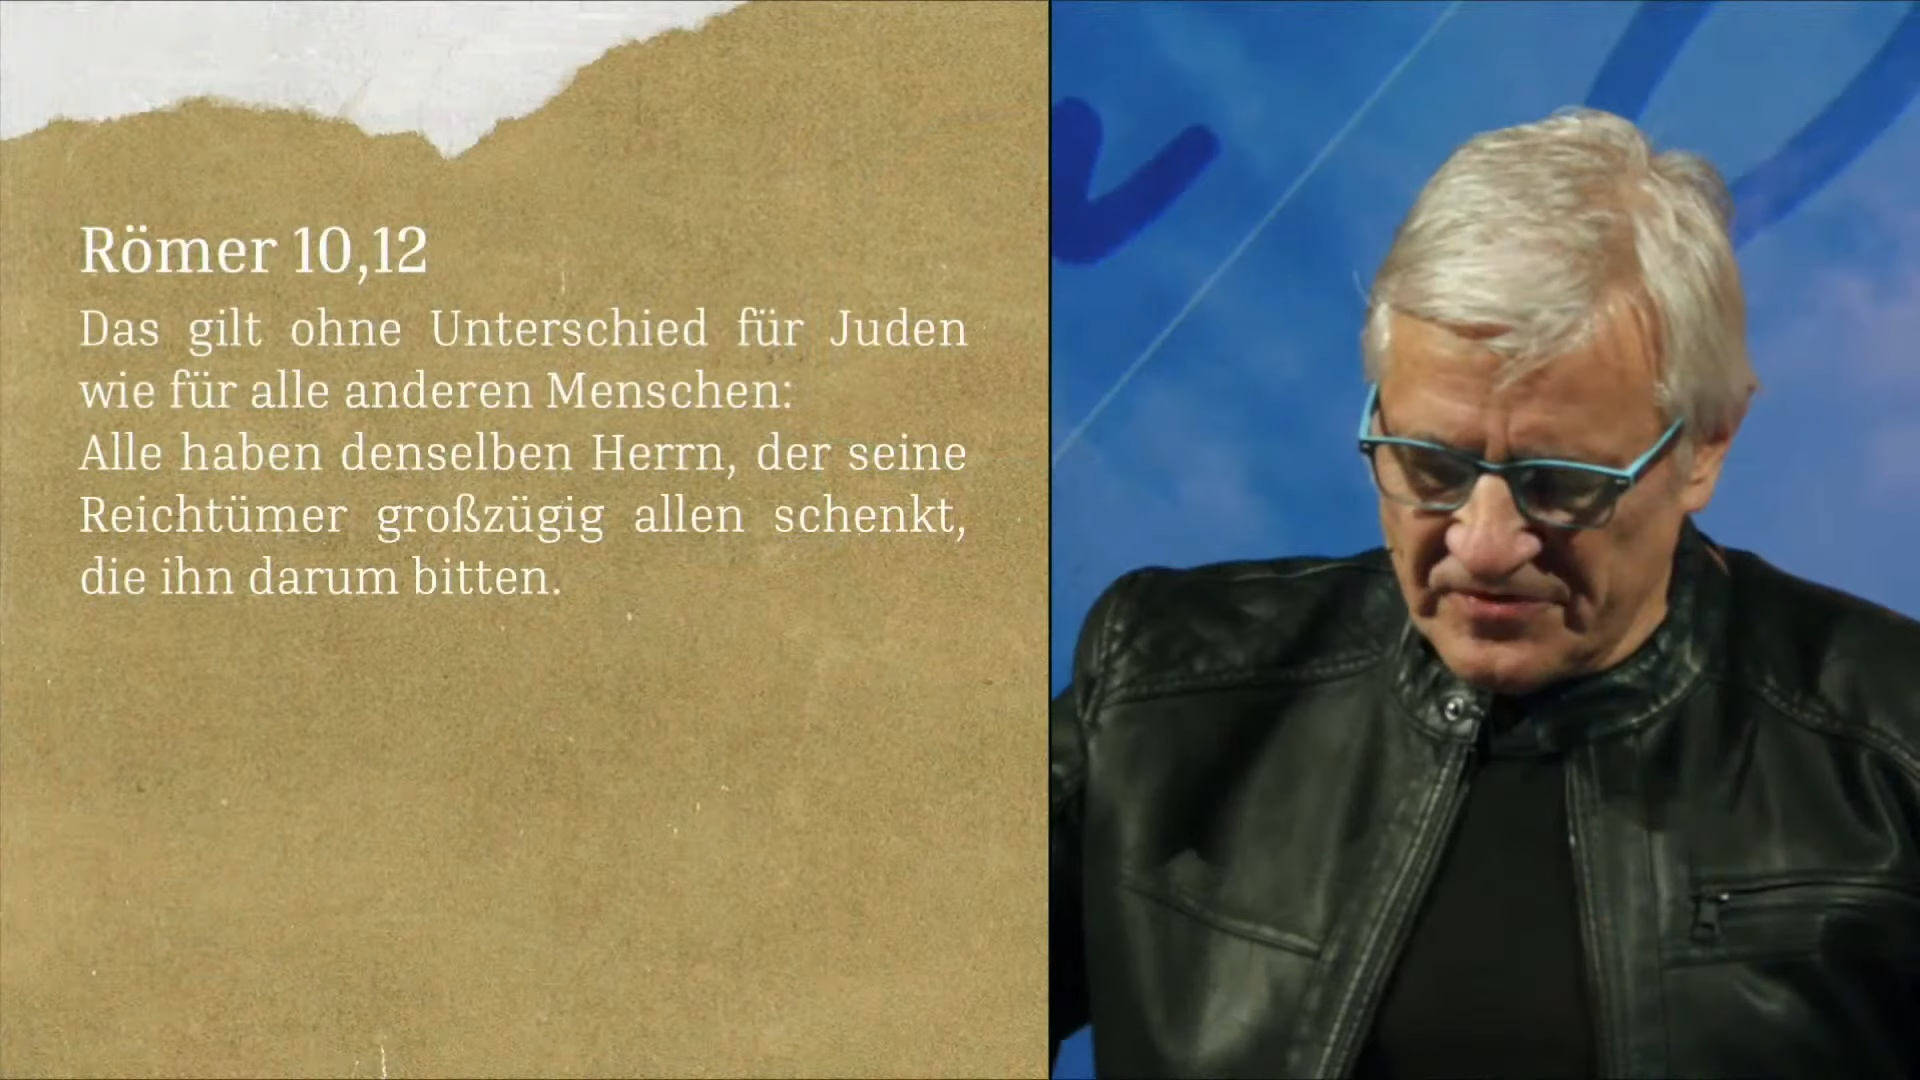 Römer 10,12
Das gilt ohne Unterschied für Juden
wie für alle anderen Menschen:
Alle haben denselben Herrn, der seine
Reichtümer großzügig allen schenkt,
die ihn darum bitten.